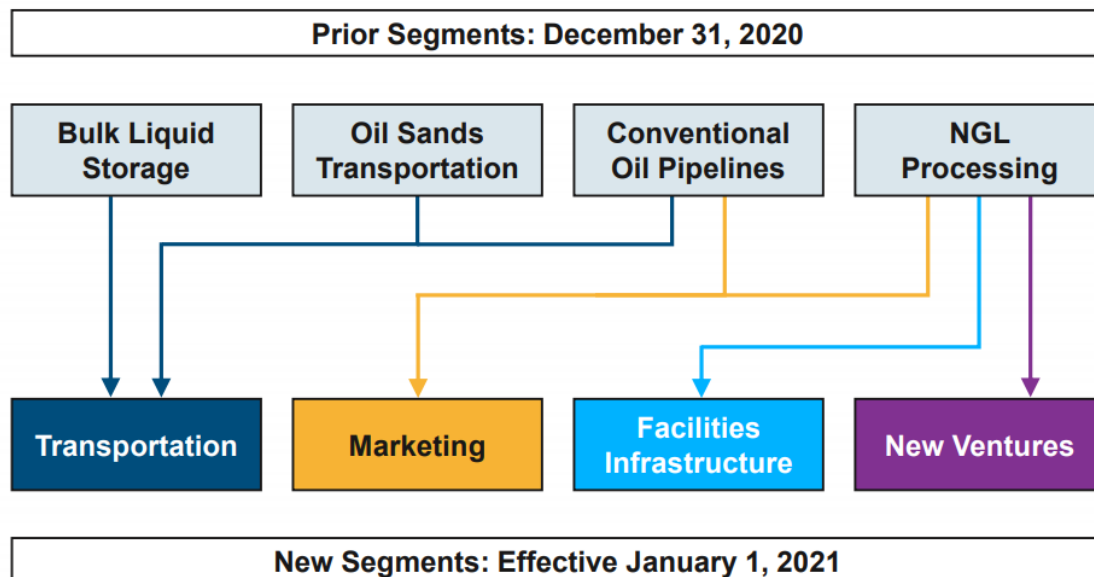 Prior Segments: December 31, 2020
Bulk Liquid
Storage
Oil Sands
Transportation
Conventional
Oil Pipelines
NGL
Processing
Transportation
Marketing
Facilities
Infrastructure
New Ventures
New Segments: Effective January 1, 2021